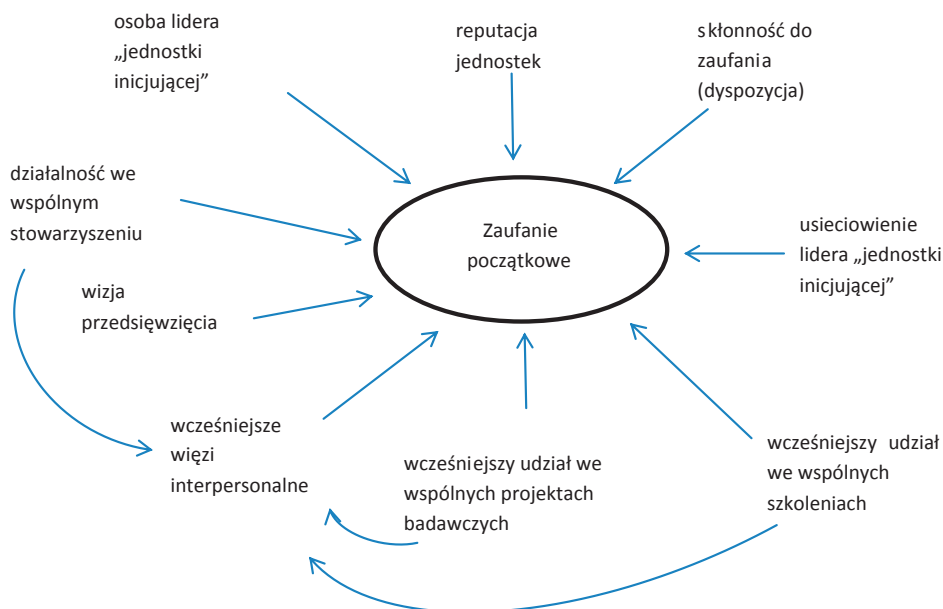 osoba lidera
„jednostki
inicjującej”
reputacja
jednostek
skłonność do
zaufania
(dyspozycja)
działalność we
wspólnym
stowarzyszeniu
Zaufanie
początkowe
usieciowienie
lidera „jednostki
inicjującej”
wizja
przedsięwzięcia
wcześniejsze
więzi
interpersonalne
wcześniejszy udział we
wspólnych projektach
badawczych
wcześniejszy udział
we wspólnych
szkoleniach